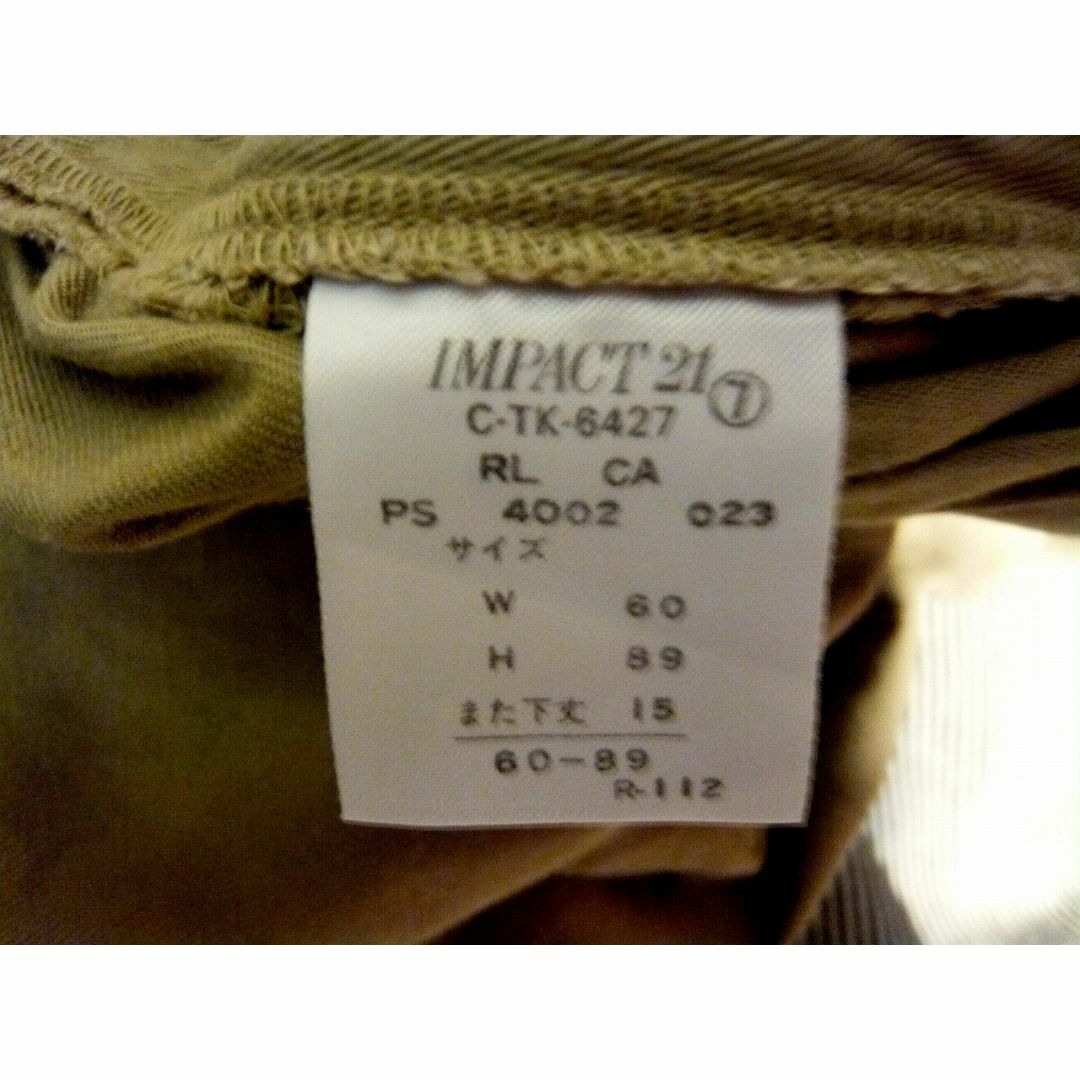 IMPACT 21 ⑦
C-TK-6427
RL CA
PS 4002 023
サイズ
W 60
H 89
また下丈 15
60-89
R-112